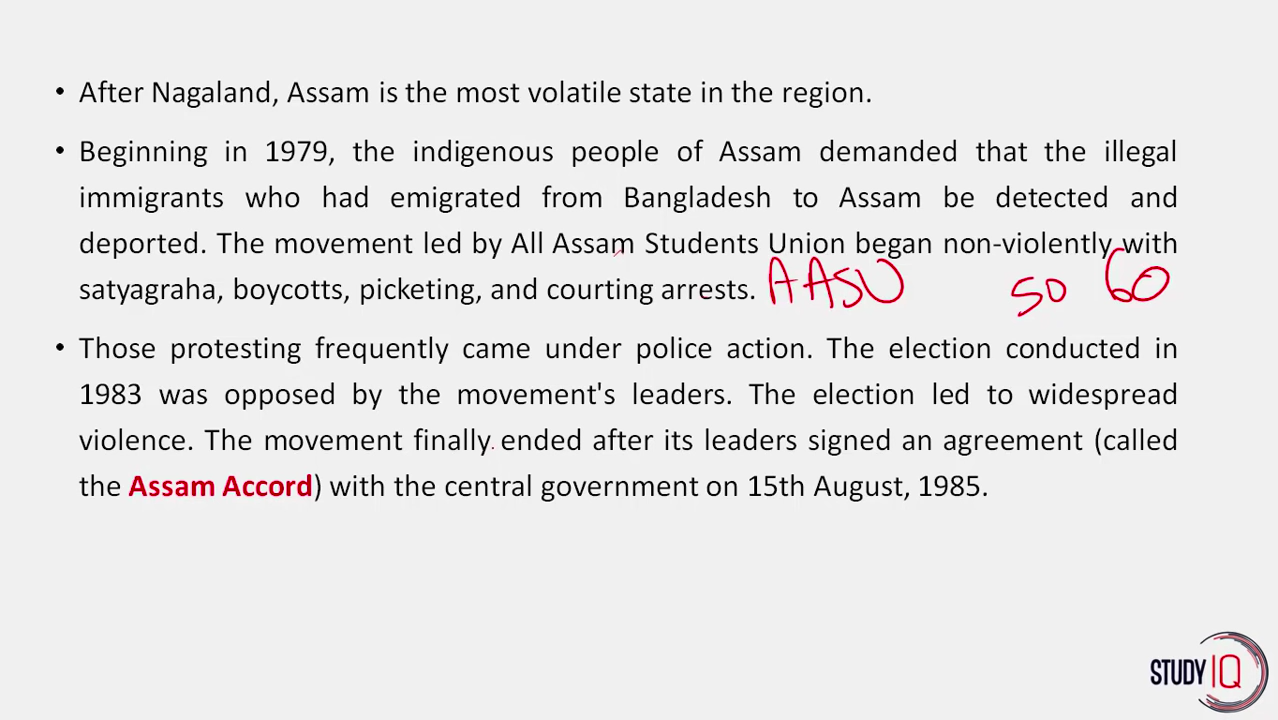 • After Nagaland, Assam is the most volatile state in the region.
• Beginning in 1979, the indigenous people of Assam demanded that the illegal
immigrants who had emigrated from Bangladesh to Assam be detected and
deported. The movement led by All Assam Students Union began non-violently with
satyagraha, boycotts, picketing, and courting arrests. AASU 50 60
• Those protesting frequently came under police action. The election conducted in
1983 was opposed by the movement's leaders. The election led to widespread
violence. The movement finally ended after its leaders signed an agreement (called
the Assam Accord) with the central government on 15th August, 1985.
STUDY IQ